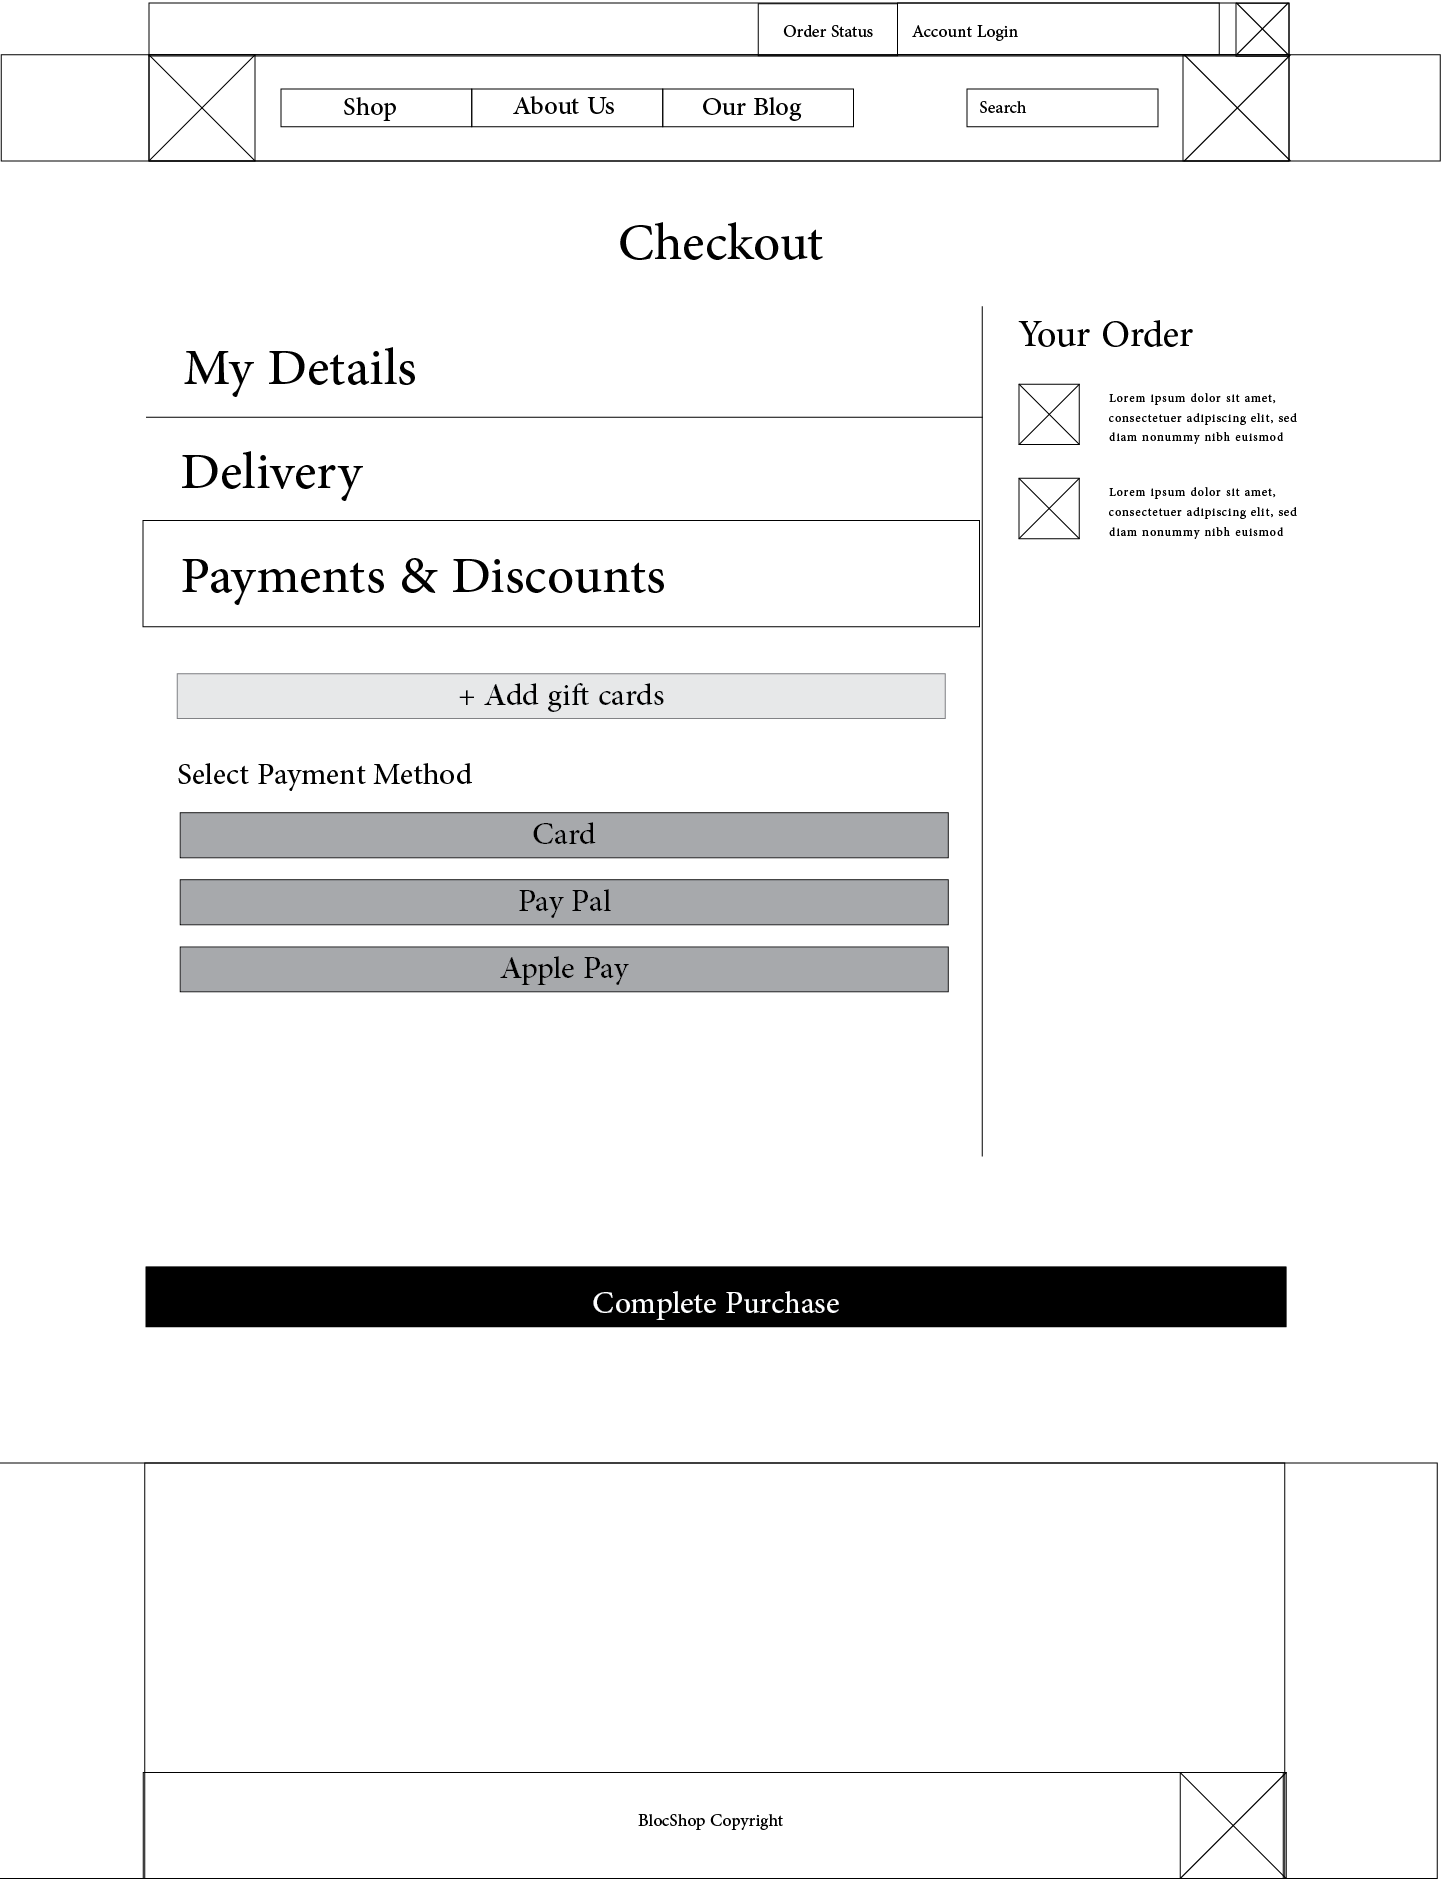 Order Status
Account Login
Shop
About Us
Our Blog
Search
Checkout
My Details
Delivery
Payments & Discounts
+ Add gift cards
Select Payment Method
Card
Pay Pal
Apple Pay
Your Order
Lorem ipsum dolor sit amet,
consectetuer adipiscing elit, sed
diam nonummy nibh euismod
Lorem ipsum dolor sit amet,
consectetuer adipiscing elit, sed
diam nonummy nibh euismod
Complete Purchase
BlocShop Copyright